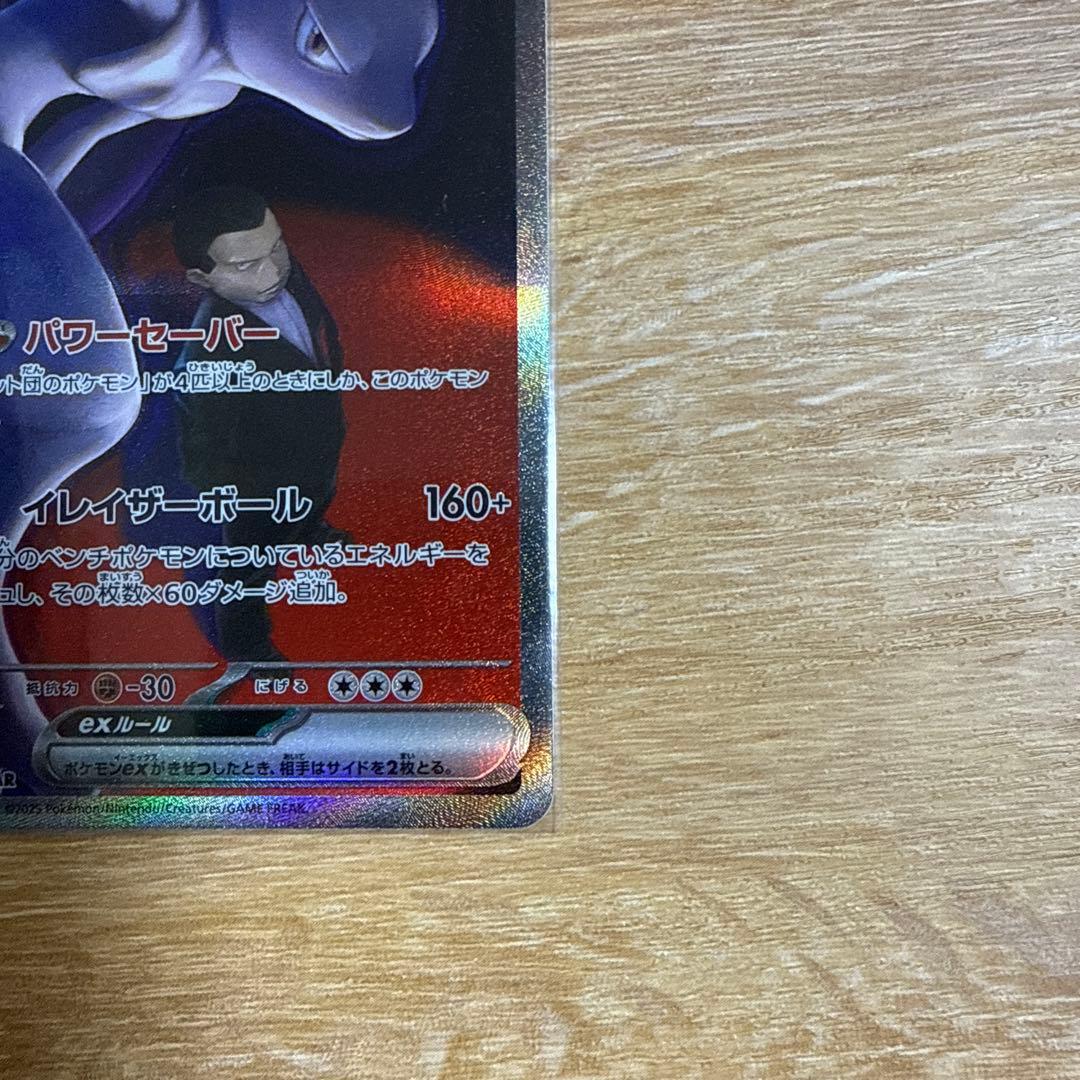 パワーセーバー
ット団のポケモン」が4匹以上のときにしか、このポケモン
イレイザーボール 160+
分のベンチポケモンについているエネルギーを
ュし、その枚数×60ダメージ追加。
抵抗力 -30 にげる
exルール
ポケモンexがきぜつしたとき、相手はサイドを2枚とる。
R
©2025 Pokémon/Nintendo/Creatures/GAME FREAK.